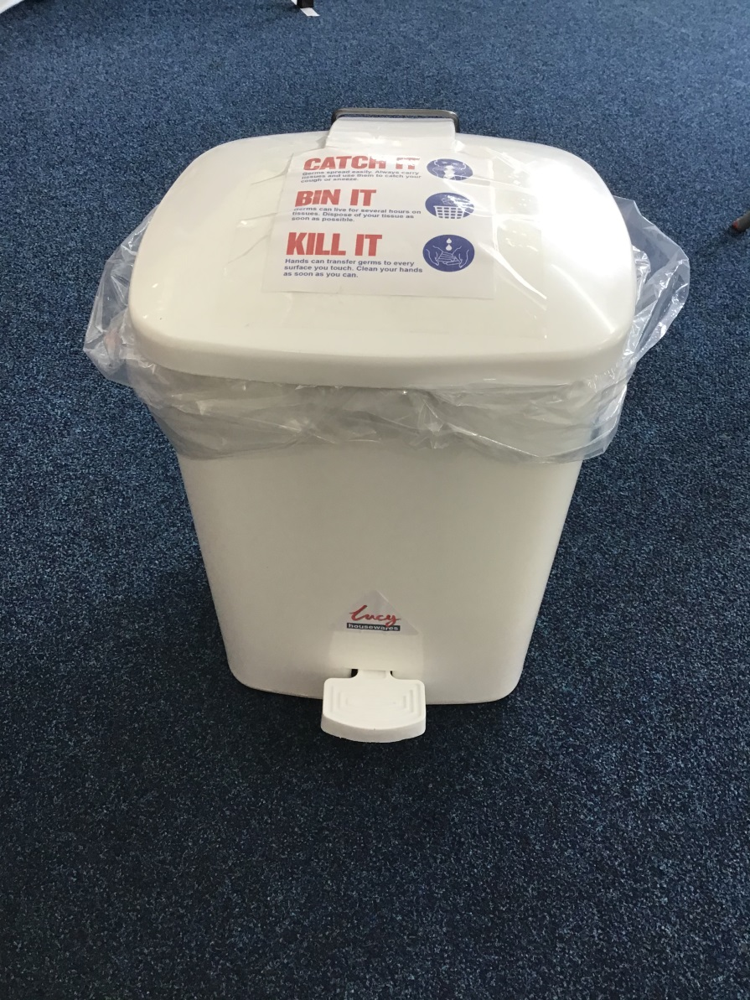 CATCH IT
Germs spread easily. Always carry
tissues and use them to catch your
cough or sneeze.
BIN IT
Germs can live for several hours on
tissues. Dispose of your tissue as
soon as possible.
KILL IT
Hands can transfer germs to every
surface you touch. Clean your hands
as soon as you can.
Lucy
housewares